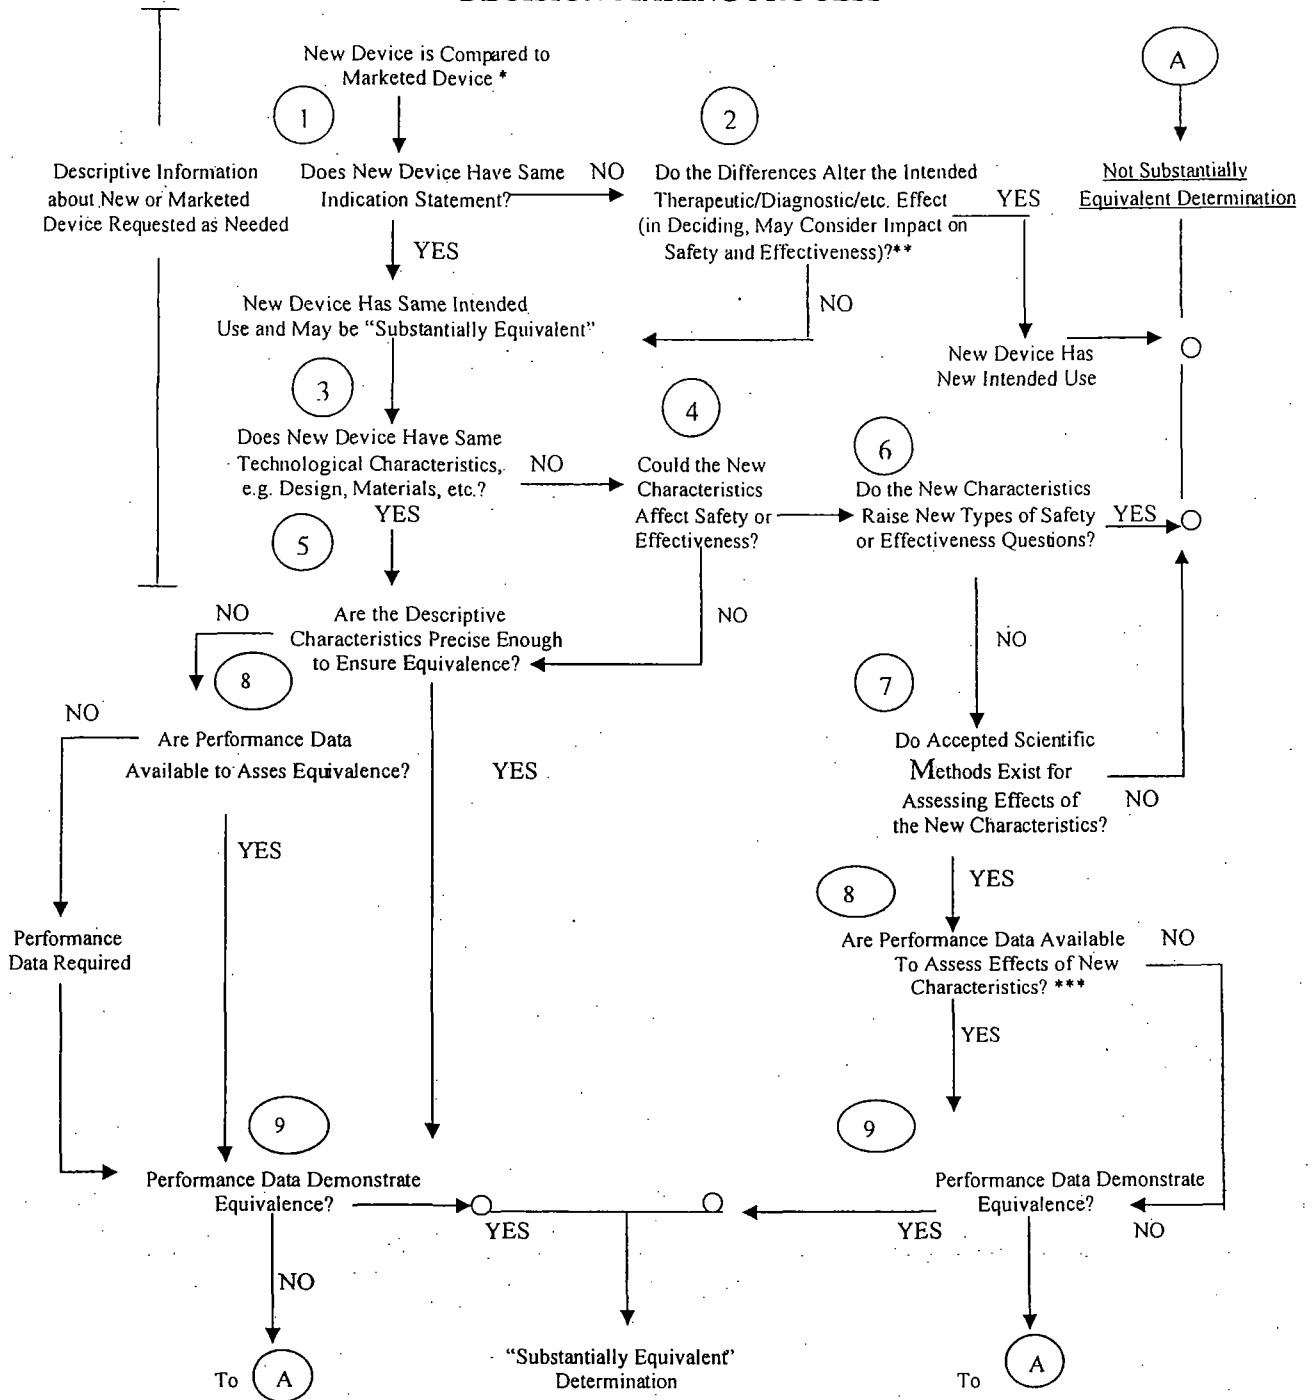 New Device is Compared to
Marketed Device *
A
1
2
Descriptive Information
about New or Marketed
Device Requested as Needed
Does New Device Have Same
Indication Statement?
NO
Do the Differences Alter the Intended
Therapeutic/Diagnostic/etc. Effect
(in Deciding, May Consider Impact on
Safety and Effectiveness)?**
YES
Not Substantially
Equivalent Determination
YES
NO
New Device Has Same Intended
Use and May be “Substantially Equivalent”
New Device Has
New Intended Use
3
4
6
Does New Device Have Same
Technological Characteristics,
e.g. Design, Materials, etc.?
NO
YES
Could the New
Characteristics
Affect Safety or
Effectiveness?
Do the New Characteristics
Raise New Types of Safety
or Effectiveness Questions?
YES
5
NO
Are the Descriptive
Characteristics Precise Enough
to Ensure Equivalence?
NO
NO
8
7
NO
Are Performance Data
Available to Asses Equivalence?
YES
Do Accepted Scientific
Methods Exist for
Assessing Effects of
the New Characteristics?
NO
YES
YES
8
Performance
Data Required
Are Performance Data Available
To Assess Effects of New
Characteristics? ***
NO
YES
9
9
Performance Data Demonstrate
Equivalence?
YES
YES
Performance Data Demonstrate
Equivalence?
NO
NO
To A
“Substantially Equivalent”
Determination
To A